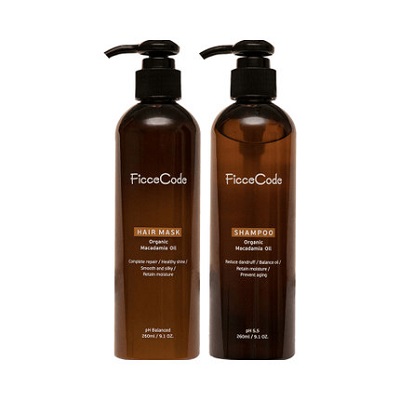 FicceCode
HAIR MASK
Organic
Macadamia Oil
Complete repair / Healthy shine /
Smooth and silky /
Retain moisture
pH Balanced
260ml / 9.1 OZ.
FicceCode
SHAMPOO
Organic
Macadamia Oil
Reduce dandruff / Balance oil /
Retain moisture /
Prevent aging
pH 5.5
260ml / 9.1 OZ.